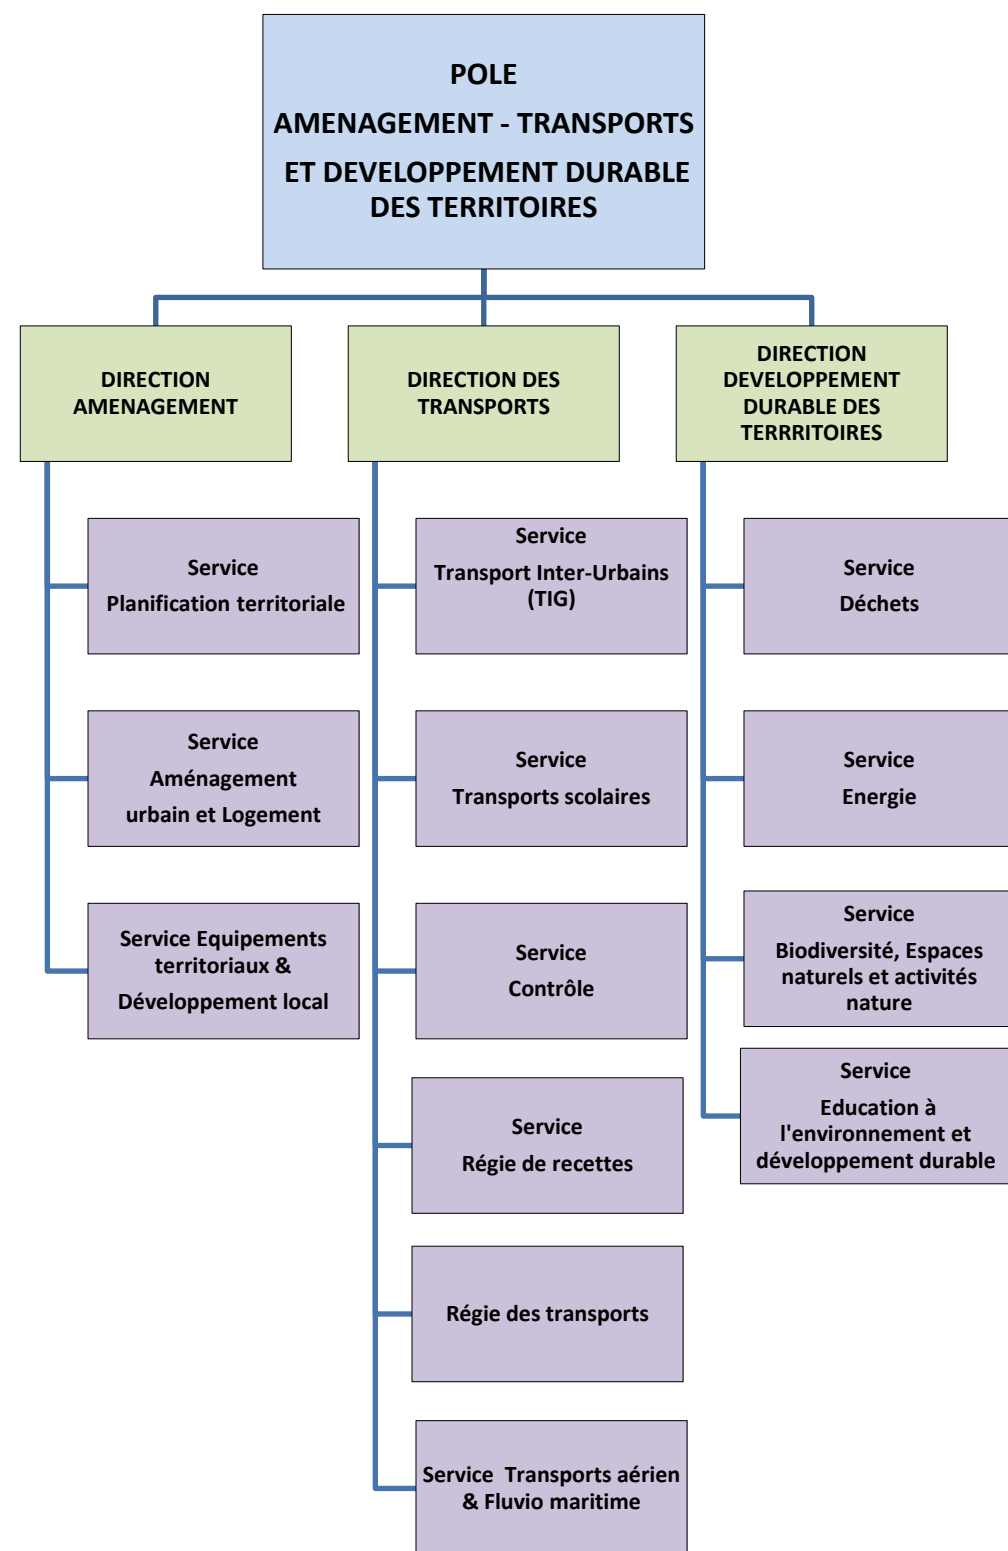 POLE
AMENAGEMENT - TRANSPORTS
ET DEVELOPPEMENT DURABLE
DES TERRITOIRES
DIRECTION
AMENAGEMENT
Service
Planification territoriale
Service
Aménagement
urbain et Logement
Service Equipements
territoriaux &
Développement local
DIRECTION DES
TRANSPORTS
Service
Transport Inter-Urbains
(TIG)
Service
Transports scolaires
Service
Contrôle
Service
Régie de recettes
Régie des transports
Service Transports aérien
& Fluvio maritime
DIRECTION
DEVELOPPEMENT
DURABLE DES
TERRRITOIRES
Service
Déchets
Service
Energie
Service
Biodiversité, Espaces
naturels et activités
nature
Service
Education à
l'environnement et
développement durable